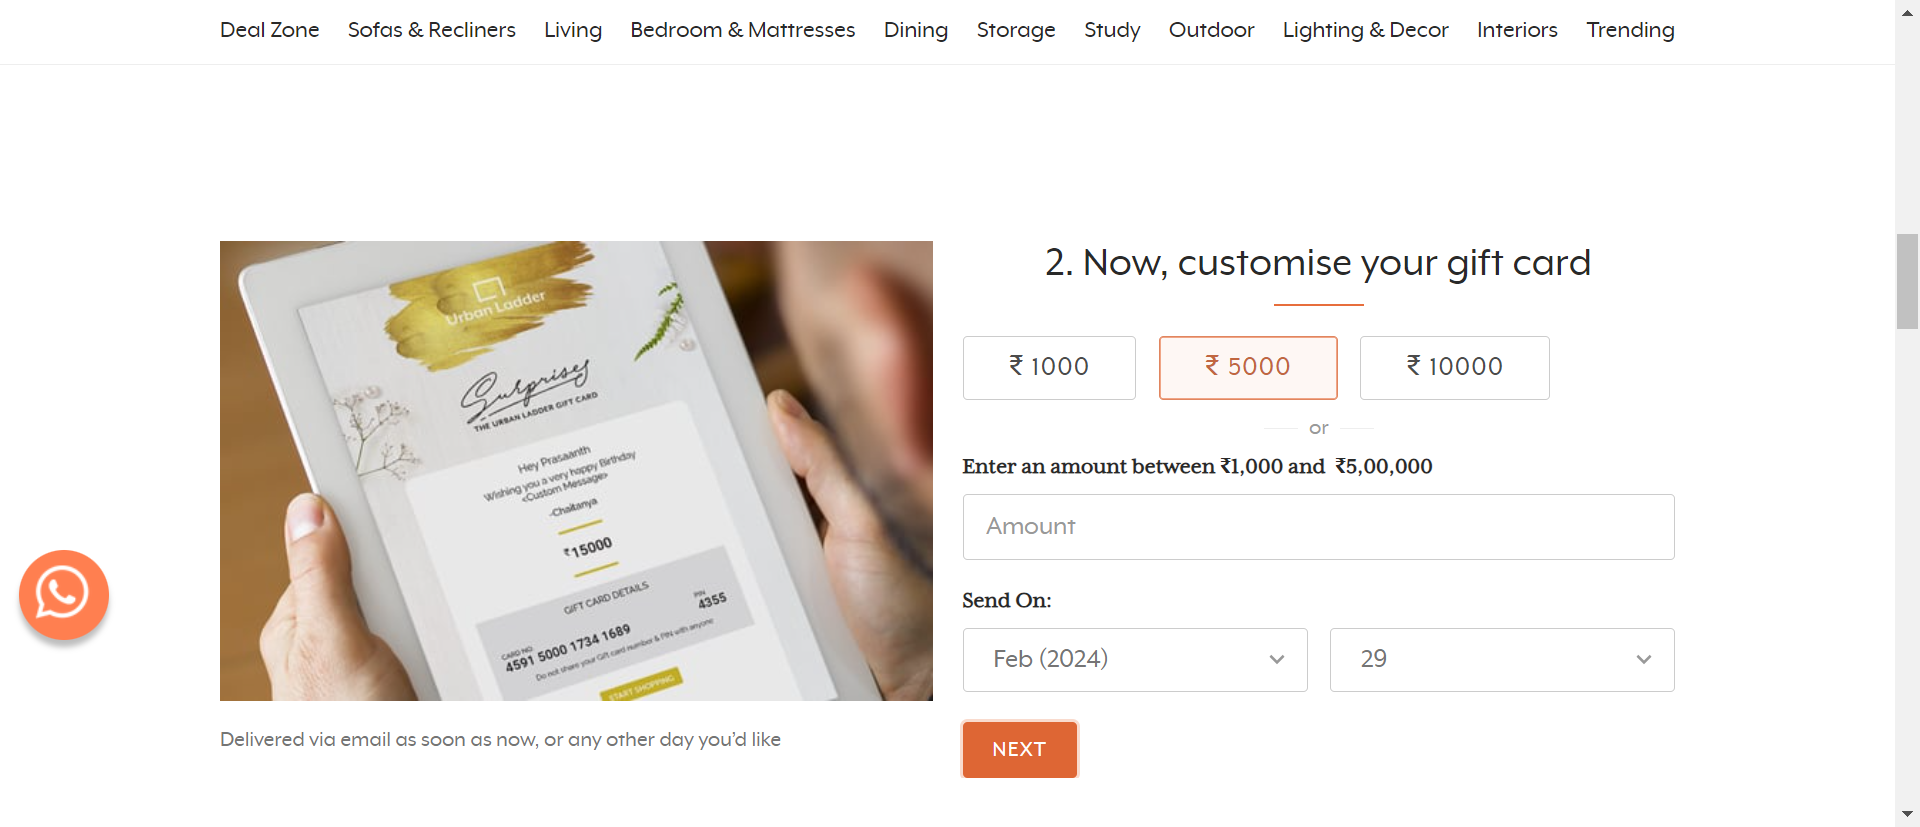 Deal Zone Sofas & Recliners Living Bedroom & Mattresses Dining Storage Study Outdoor Lighting & Decor Interiors Trending
Urban Ladder
Surprises
THE URBAN LADDER GIFT CARD
Hey Prasaanth
Wishing you a very happy Birthday
<Custom Message>
-Chaitanya
₹15000
GIFT CARD DETAILS
CARD NO. PIN
4591 5000 1734 1689 4355
Do not share your Gift card number & PIN with anyone
START SHOPPING
Delivered via email as soon as now, or any other day you’d like
2. Now, customise your gift card
₹ 1000 ₹ 5000 ₹ 10000
or
Enter an amount between ₹1,000 and ₹5,00,000
Amount
Send On:
Feb (2024) 29
NEXT